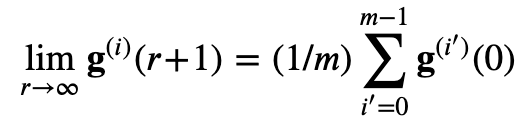 lim_{r→∞} g^{(i)}(r+1) = (1/m) ∑_{i'=0}^{m−1} g^{(i')}(0)